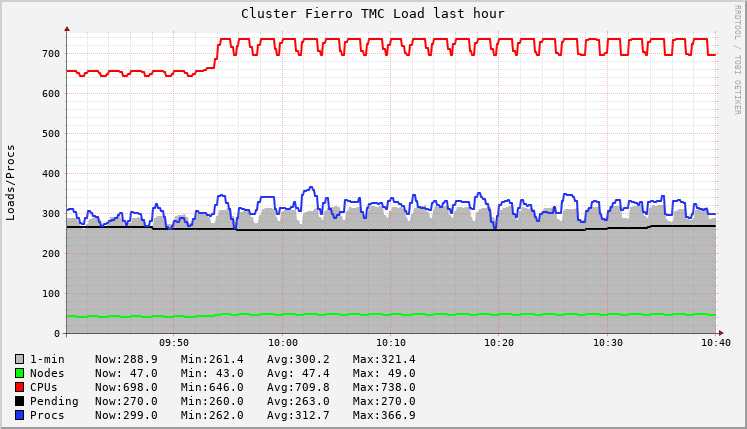 Cluster Fierro TMC Load last hour
RRDTOOL / TOBI OETIKER
Loads/Procs
700
600
500
400
300
200
100
0
09:50 10:00 10:10 10:20 10:30 10:40
1-min Now:288.9 Min:261.4 Avg:300.2 Max:321.4
Nodes Now: 47.0 Min: 43.0 Avg: 47.4 Max: 49.0
CPUs Now:698.0 Min:646.0 Avg:709.8 Max:738.0
Pending Now:270.0 Min:260.0 Avg:263.0 Max:270.0
Procs Now:299.0 Min:262.0 Avg:312.7 Max:366.9